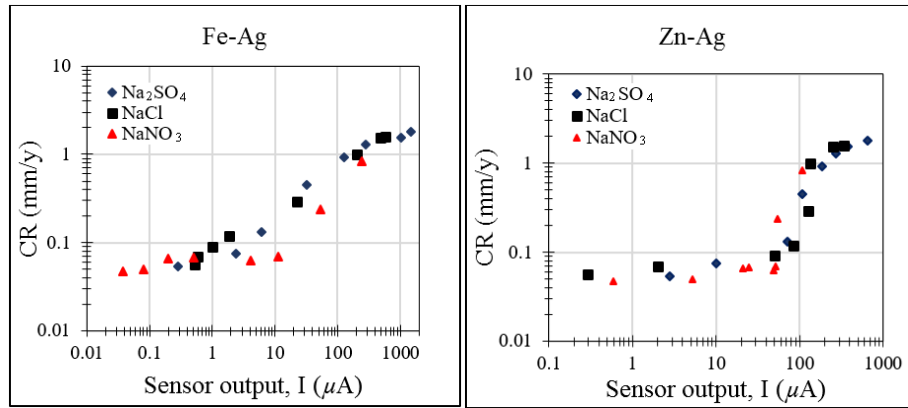 Fe-Ag
10
1
0.1
0.01
Na₂SO₄
NaCl
NaNO₃
CR (mm/y)
0.01 0.1 1 10 100 1000
Sensor output, I (μA)
Zn-Ag
10
1
0.1
0.01
Na₂SO₄
NaCl
NaNO₃
CR (mm/y)
0.1 1 10 100 1000
Sensor output, I (μA)